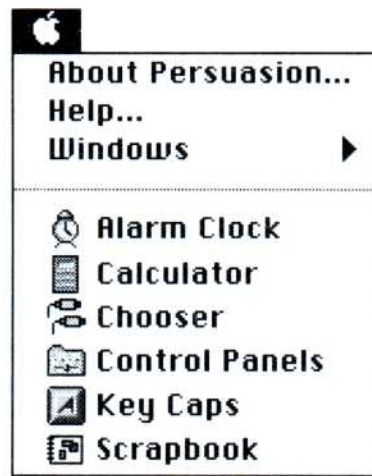 About Persuasion...
Help...
Windows
Alarm Clock
Calculator
Chooser
Control Panels
Key Caps
Scrapbook